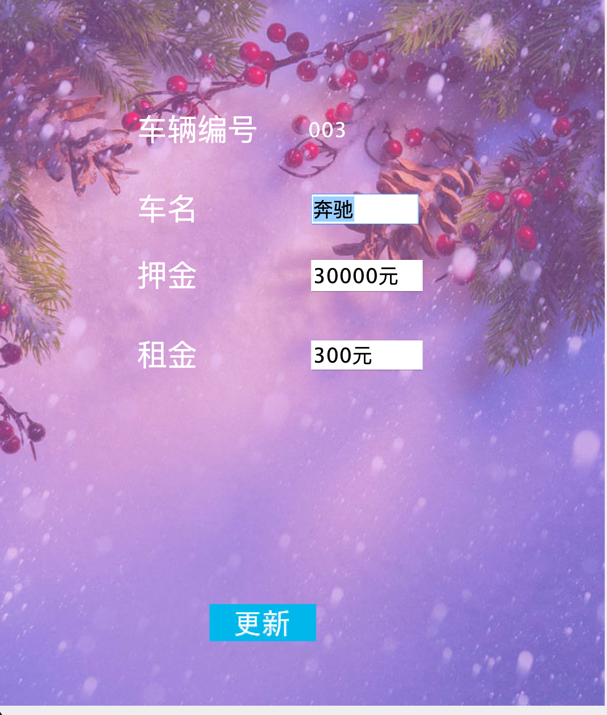 车辆编号 003
车名 奔驰
押金 30000元
租金 300元
更新